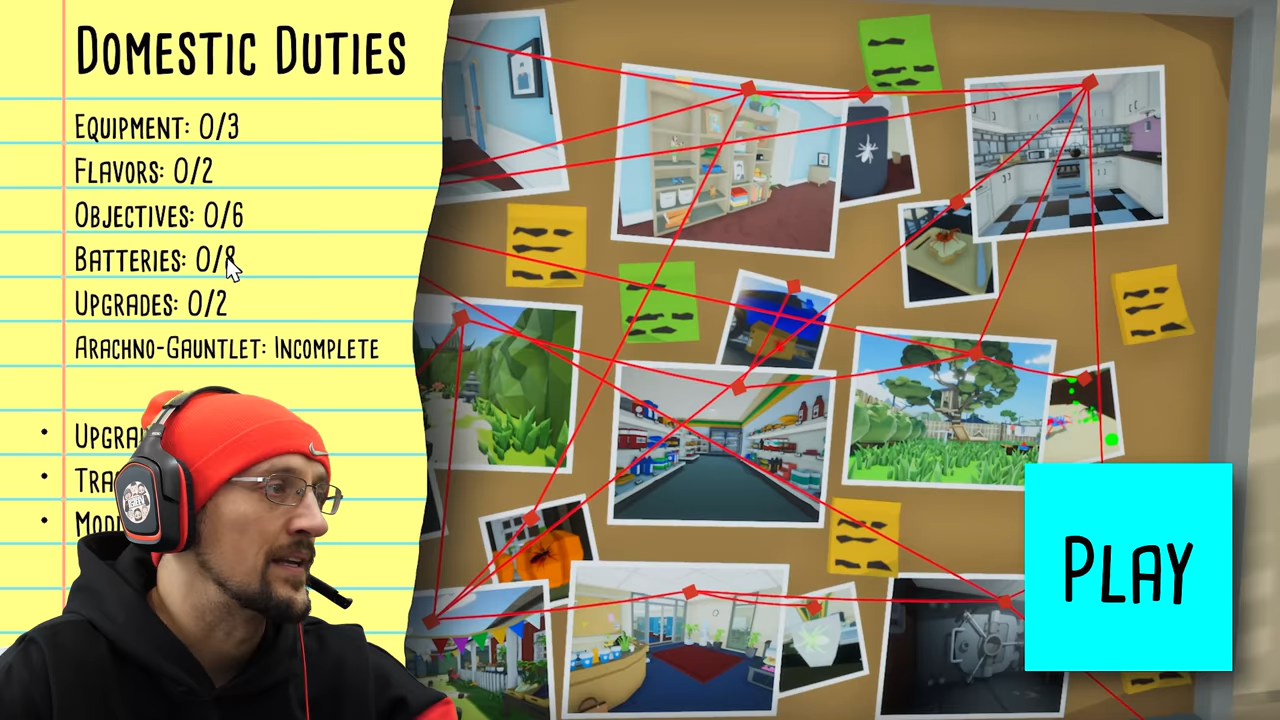 Domestic Duties
Equipment: 0/3
Flavors: 0/2
Objectives: 0/6
Batteries: 0/8
Upgrades: 0/2
Arachno-Gauntlet: Incomplete
Play